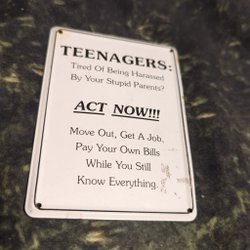 TEENAGERS:
Tired Of Being Harassed
By Your Stupid Parents?
ACT NOW!!!
Move Out, Get A Job,
Pay Your Own Bills
While You Still
Know Everything.